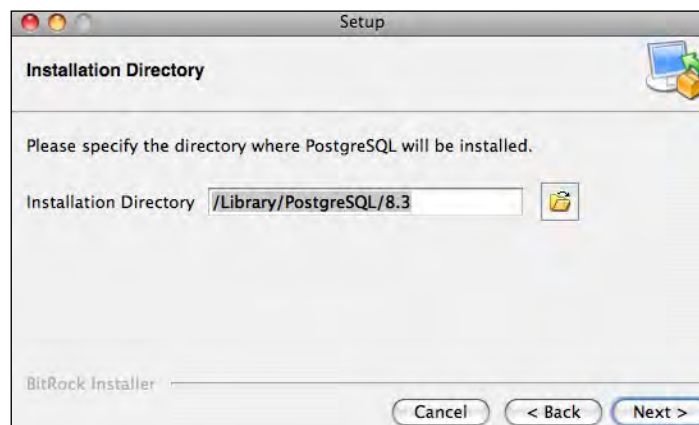 Setup
Installation Directory
Please specify the directory where PostgreSQL will be installed.
Installation Directory /Library/PostgreSQL/8.3
BitRock Installer
Cancel < Back Next >